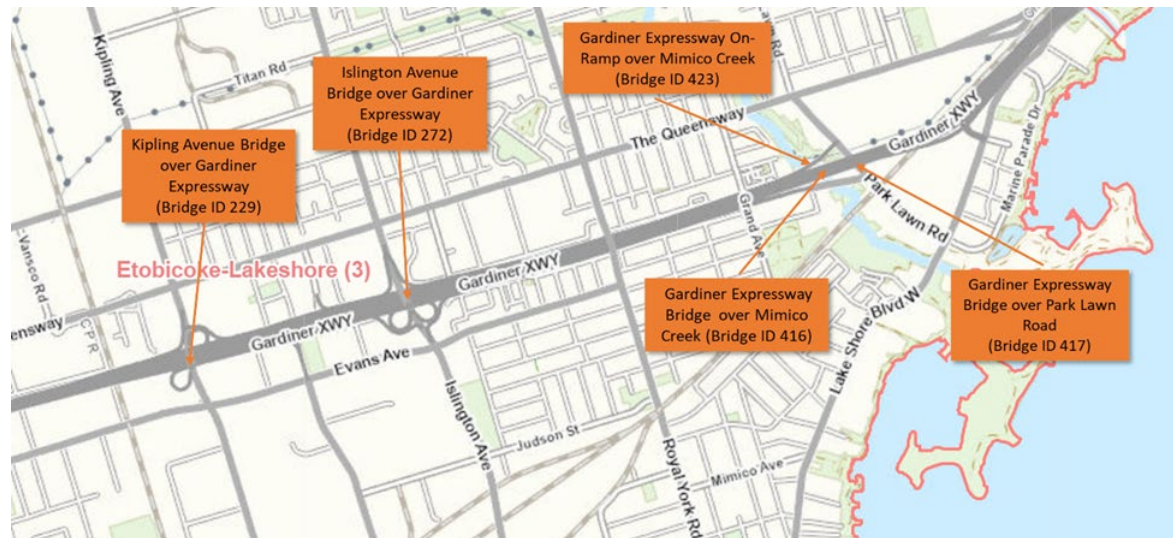 Kipling Ave
Titan Rd
Islington Avenue
Bridge over Gardiner
Expressway
(Bridge ID 272)
Gardiner Expressway On-
Ramp over Mimico Creek
(Bridge ID 423)
Kipling Avenue Bridge
over Gardiner
Expressway
(Bridge ID 229)
The Queensway
Gardiner XWY
Marine Parade Dr
Grand Ave
Park Lawn Rd
Vansco Rd
C P R
Etobicoke-Lakeshore (3)
Gardiner XWY
Gardiner XWY
Gardiner Expressway
Bridge over Mimico
Creek (Bridge ID 416)
Gardiner Expressway
Bridge over Park Lawn
Road
(Bridge ID 417)
eensway
Evans Ave
Islington Ave
Judson St
Royal York Rd
Mimico Ave
Lake Shore Blvd W